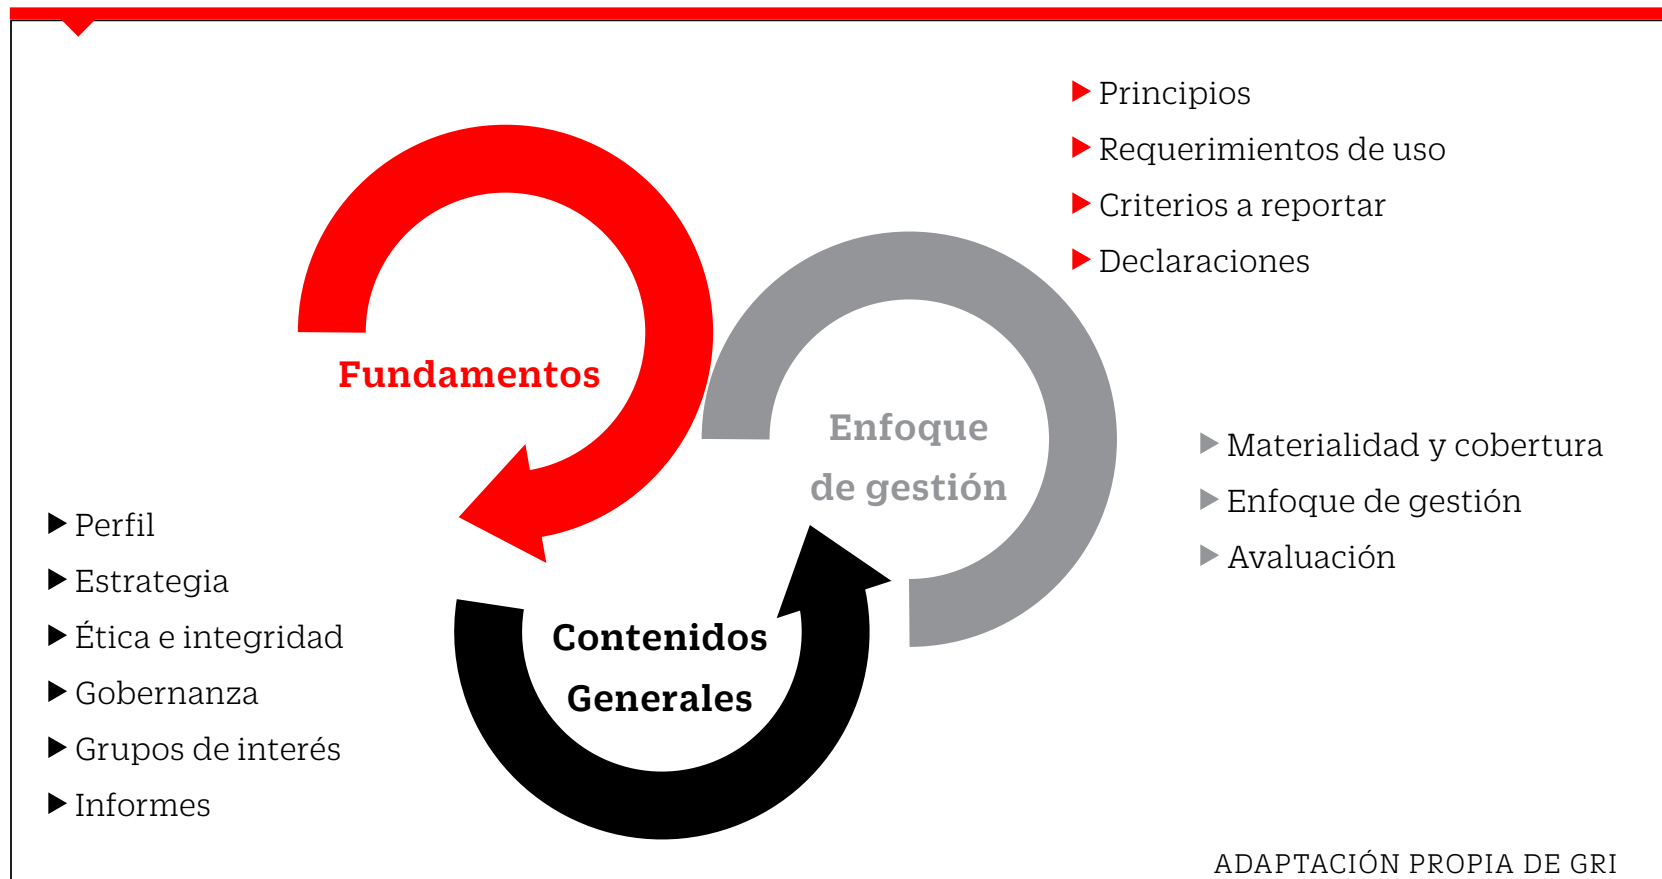 Principios
Requerimientos de uso
Criterios a reportar
Declaraciones
Fundamentos
Enfoque
de gestión
Materialidad y cobertura
Enfoque de gestión
Avaluación
Perfil
Estrategia
Ética e integridad
Gobernanza
Grupos de interés
Informes
Contenidos
Generales
ADAPTACIÓN PROPIA DE GRI